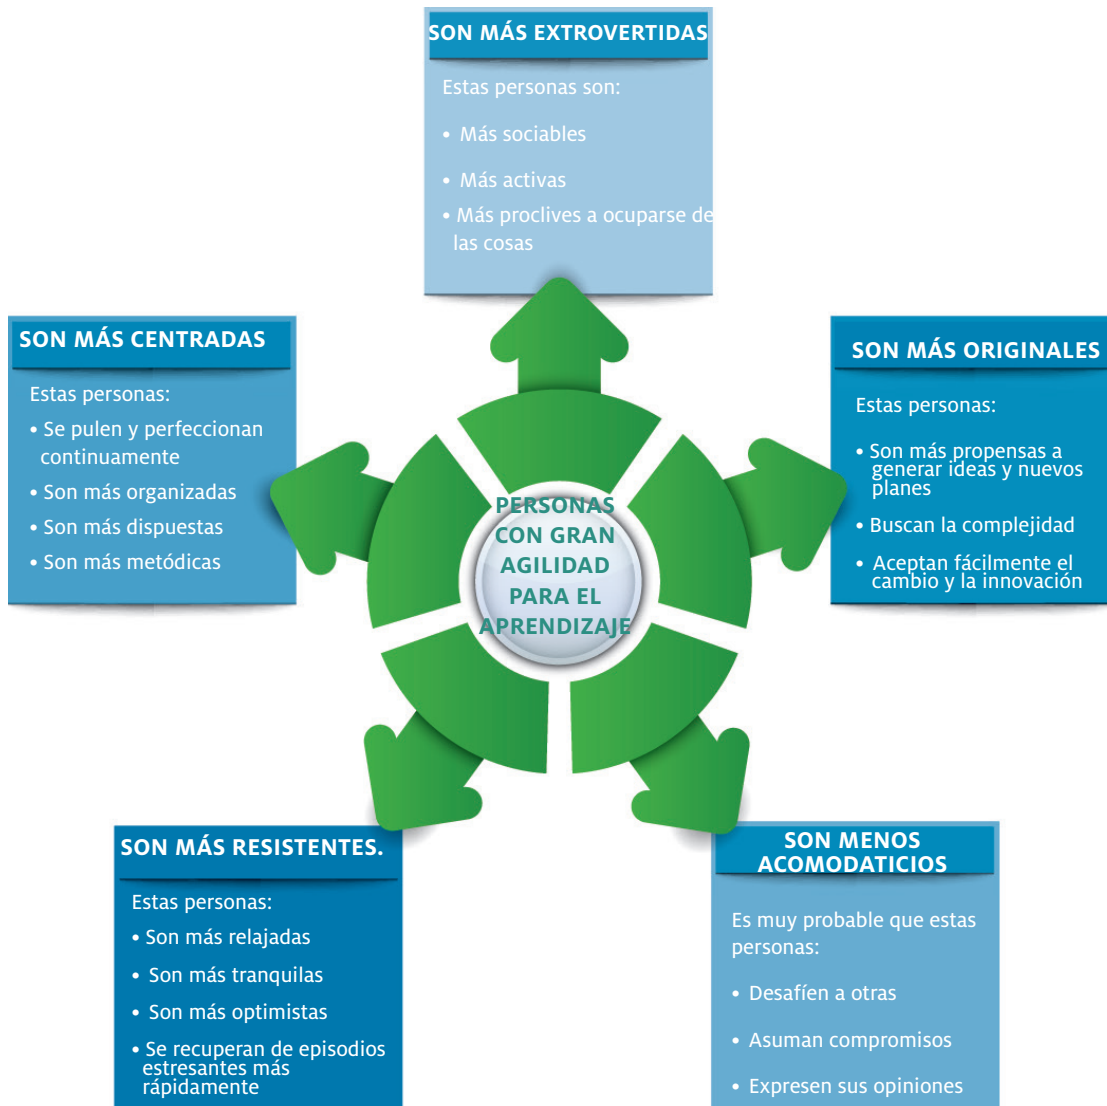 SON MÁS EXTROVERTIDAS
Estas personas son:
• Más sociables
• Más activas
• Más proclives a ocuparse de
las cosas
SON MÁS CENTRADAS
Estas personas:
• Se pulen y perfeccionan
continuamente
• Son más organizadas
• Son más dispuestas
• Son más metódicas
SON MÁS ORIGINALES
Estas personas:
• Son más propensas a
generar ideas y nuevos
planes
• Buscan la complejidad
• Aceptan fácilmente el
cambio y la innovación
PERSONAS
CON GRAN
AGILIDAD
PARA EL
APRENDIZAJE
SON MÁS RESISTENTES.
Estas personas:
• Son más relajadas
• Son más tranquilas
• Son más optimistas
• Se recuperan de episodios
estresantes más
rápidamente
SON MENOS
ACOMODATICIOS
Es muy probable que estas
personas:
• Desafíen a otras
• Asuman compromisos
• Expresen sus opiniones